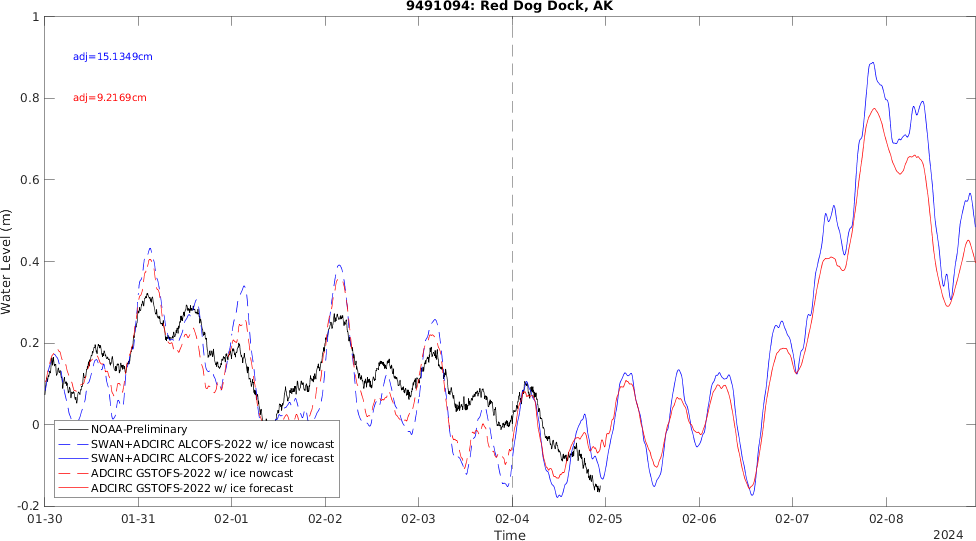 9491094: Red Dog Dock, AK
adj=15.1349cm
adj=9.2169cm
Water Level (m)
1
0.8
0.6
0.4
0.2
0
-0.2
NOAA-Preliminary
SWAN+ADCIRC ALCOFS-2022 w/ ice nowcast
SWAN+ADCIRC ALCOFS-2022 w/ ice forecast
ADCIRC GSTOFS-2022 w/ ice nowcast
ADCIRC GSTOFS-2022 w/ ice forecast
01-30 01-31 02-01 02-02 02-03 02-04 02-05 02-06 02-07 02-08
Time
2024